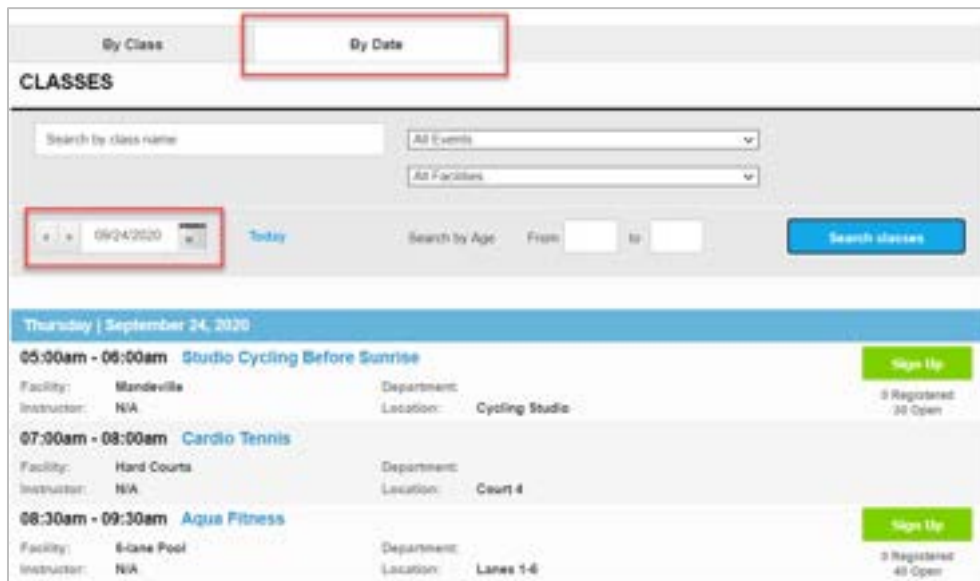 By Class By Date
CLASSES
Search by class name All Events
All Facilities
09/24/2020 Today Search by Age From to Search classes
Thursday | September 24, 2020
05:00am - 06:00am Studio Cycling Before Sunrise Sign Up
Facility: Mandeville Department: 0 Registered
Instructor: N/A Location: Cycling Studio 30 Open
07:00am - 08:00am Cardio Tennis
Facility: Hard Courts Department:
Instructor: N/A Location: Court 4
08:30am - 09:30am Aqua Fitness Sign Up
Facility: 6-lane Pool Department: 0 Registered
Instructor: N/A Location: Lanes 1-6 40 Open